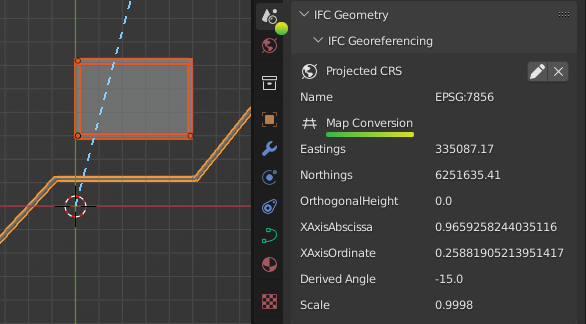 IFC Geometry
IFC Georeferencing
Projected CRS
Name EPSG:7856
Map Conversion
Eastings 335087.17
Northings 6251635.41
OrthogonalHeight 0.0
XAxisAbscissa 0.9659258244035116
XAxisOrdinate 0.25881905213951417
Derived Angle -15.0
Scale 0.9998